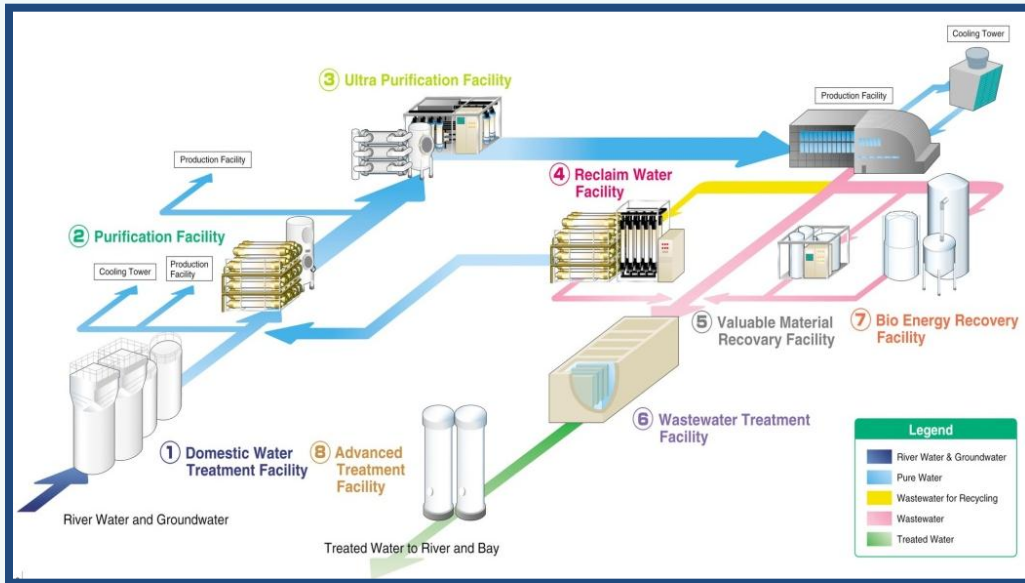 Cooling Tower
③ Ultra Purification Facility
Production Facility
Production Facility
④ Reclaim Water
Facility
② Purification Facility
Cooling Tower
Production
Facility
⑤ Valuable Material
Recovary Facility
⑦ Bio Energy Recovery
Facility
⑥ Wastewater Treatment
Facility
① Domestic Water
Treatment Facility
⑧ Advanced
Treatment
Facility
River Water and Groundwater
Treated Water to River and Bay
Legend
River Water & Groundwater
Pure Water
Wastewater for Recycling
Wastewater
Treated Water